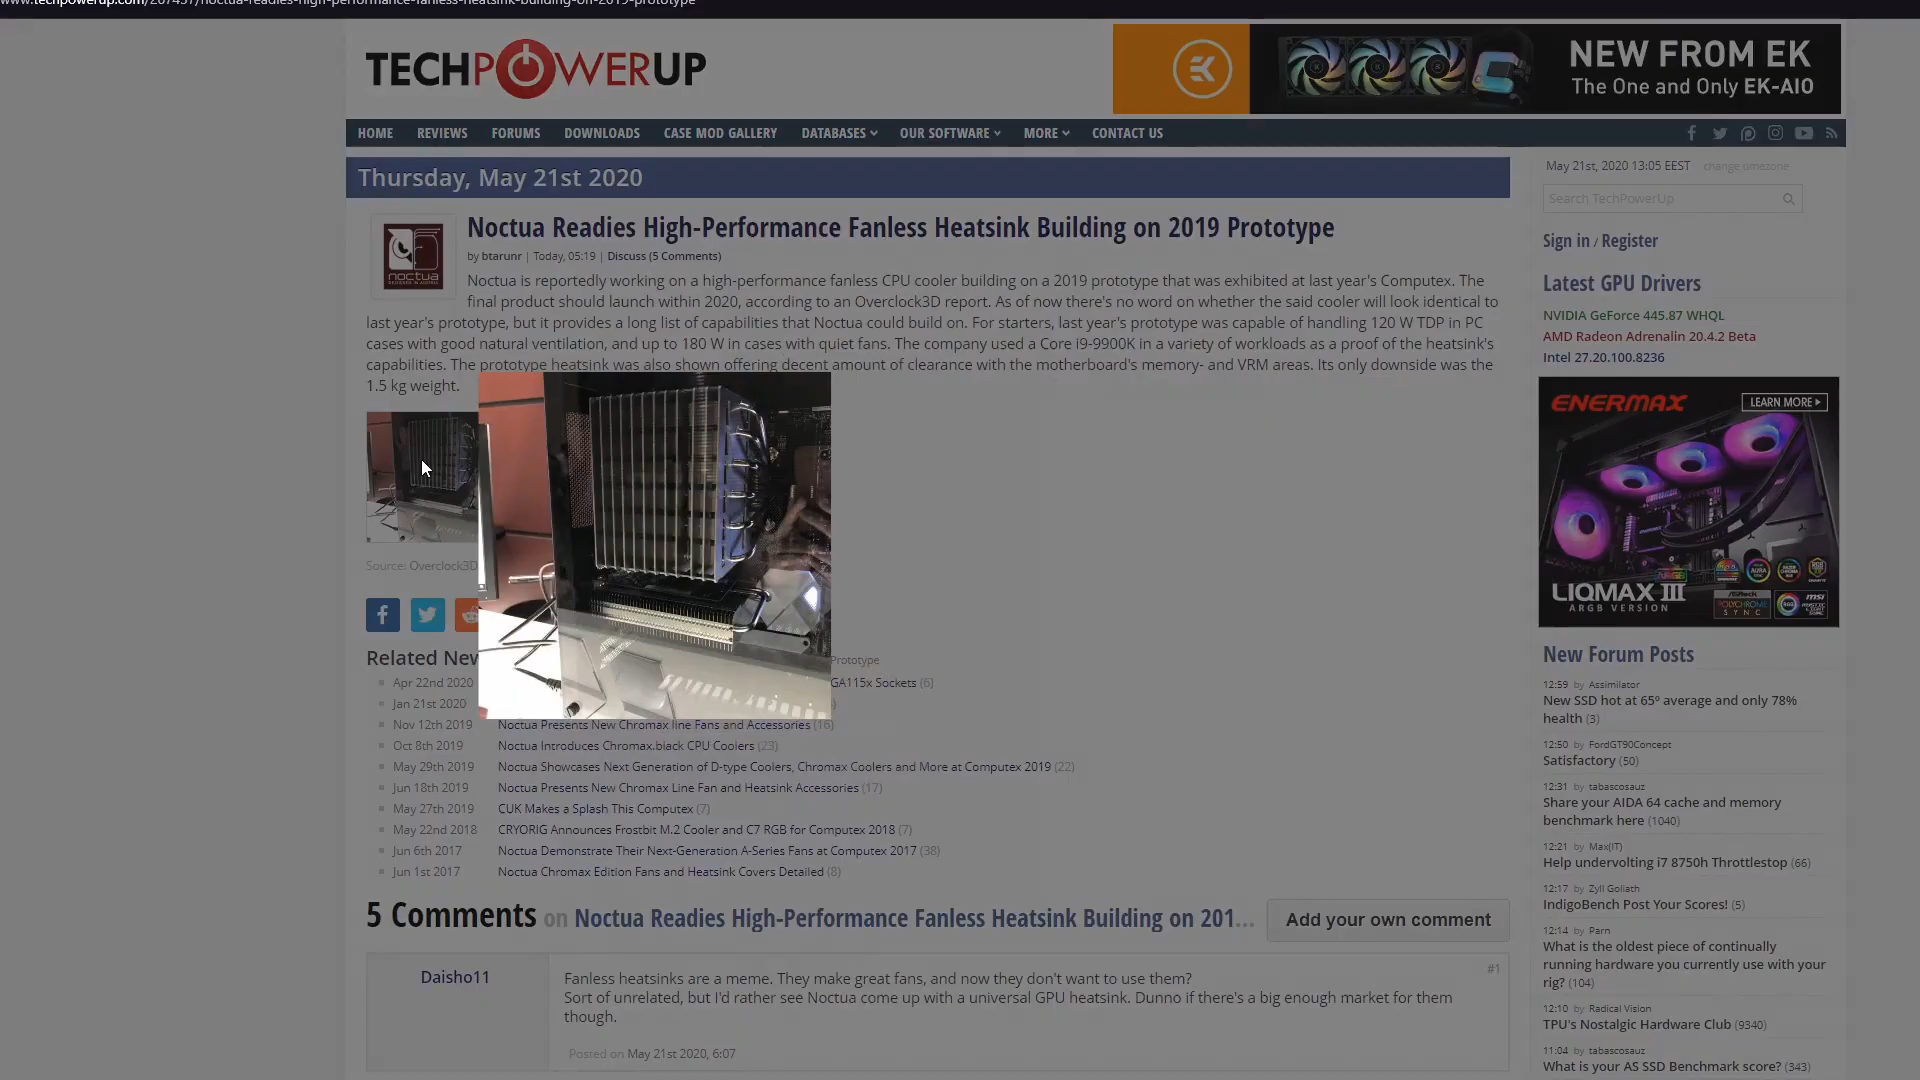 www.techpowerup.com/267437/noctua-readies-high-performance-fanless-heatsink-building-on-2019-prototype
TECHPOWERUP
NEW FROM EK
The One and Only EK-AIO
HOME REVIEWS FORUMS DOWNLOADS CASE MOD GALLERY DATABASES OUR SOFTWARE MORE CONTACT US
Thursday, May 21st 2020
noctua
Noctua Readies High-Performance Fanless Heatsink Building on 2019 Prototype
by btarunr | Today, 05:19 | Discuss (5 Comments)
Noctua is reportedly working on a high-performance fanless CPU cooler building on a 2019 prototype that was exhibited at last year's Computex. The
final product should launch within 2020, according to an Overclock3D report. As of now there's no word on whether the said cooler will look identical to
last year's prototype, but it provides a long list of capabilities that Noctua could build on. For starters, last year's prototype was capable of handling 120 W TDP in PC
cases with good natural ventilation, and up to 180 W in cases with quiet fans. The company used a Core i9-9900K in a variety of workloads as a proof of the heatsink's
capabilities. The prototype heatsink was also shown offering decent amount of clearance with the motherboard's memory- and VRM areas. Its only downside was the
1.5 kg weight.
Source: Overclock3D
Related New
Prototype
Apr 22nd 2020 GA115x Sockets (6)
Jan 21st 2020
Nov 12th 2019 Noctua Presents New Chromax line Fans and Accessories (16)
Oct 8th 2019 Noctua Introduces Chromax.black CPU Coolers (23)
May 29th 2019 Noctua Showcases Next Generation of D-type Coolers, Chromax Coolers and More at Computex 2019 (22)
Jun 18th 2019 Noctua Presents New Chromax Line Fan and Heatsink Accessories (17)
May 27th 2019 CUK Makes a Splash This Computex (7)
May 22nd 2018 CRYORIG Announces Frostbit M.2 Cooler and C7 RGB for Computex 2018 (7)
Jun 6th 2017 Noctua Demonstrate Their Next-Generation A-Series Fans at Computex 2017 (38)
Jun 1st 2017 Noctua Chromax Edition Fans and Heatsink Covers Detailed (8)
5 Comments on Noctua Readies High-Performance Fanless Heatsink Building on 201...
Add your own comment
Daisho11
#1
Fanless heatsinks are a meme. They make great fans, and now they don't want to use them?
Sort of unrelated, but I'd rather see Noctua come up with a universal GPU heatsink. Dunno if there's a big enough market for them
though.
Posted on May 21st 2020, 6:07
May 21st, 2020 13:05 EEST change timezone
Search TechPowerUp
Sign in / Register
Latest GPU Drivers
NVIDIA GeForce 445.87 WHQL
AMD Radeon Adrenalin 20.4.2 Beta
Intel 27.20.100.8236
ENERMAX
LEARN MORE
LIQMAX III
ARGB VERSION
POLYCHROME
SYNC
msi
New Forum Posts
12:59 by Assimilator
New SSD hot at 65º average and only 78%
health (3)
12:50 by FordGT90Concept
Satisfactory (50)
12:31 by tabascosauz
Share your AIDA 64 cache and memory
benchmark here (1040)
12:21 by Max(IT)
Help undervolting i7 8750h Throttlestop (66)
12:17 by Zyll Goliath
IndigoBench Post Your Scores! (5)
12:14 by Parn
What is the oldest piece of continually
running hardware you currently use with your
rig? (104)
12:10 by Radical Vision
TPU's Nostalgic Hardware Club (9340)
11:04 by tabascosauz
What is your AS SSD Benchmark score? (343)